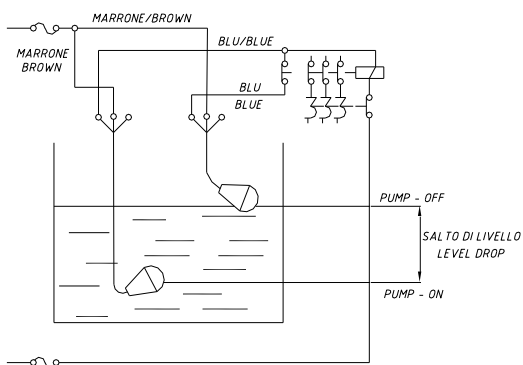 MARRONE/BROWN
BLU/BLUE
MARRONE
BROWN
BLU
BLUE
PUMP - OFF
SALTO DI LIVELLO
LEVEL DROP
PUMP - ON